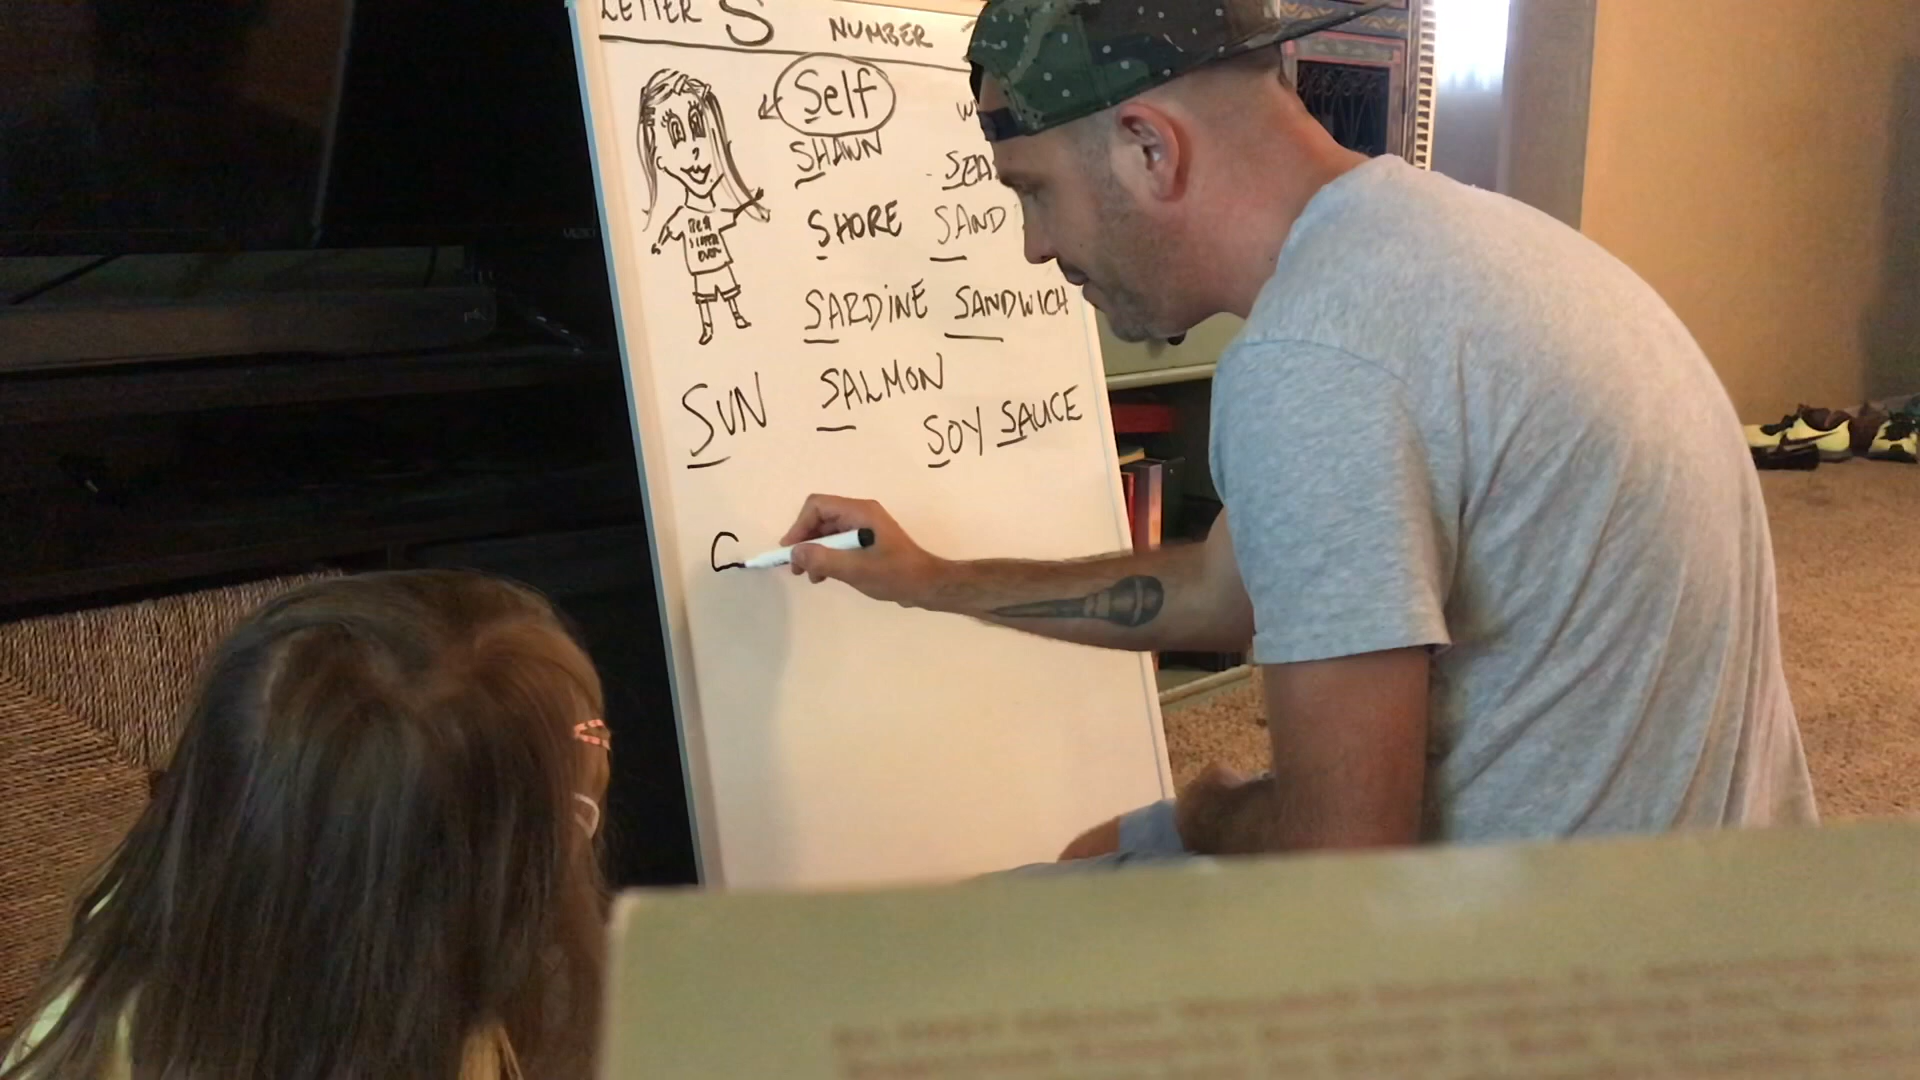 LETTER S NUMBER
Self
SHAWN
SHORE SAND
SARDINE SANDWICH
SUN SALMON
SOY SAUCE